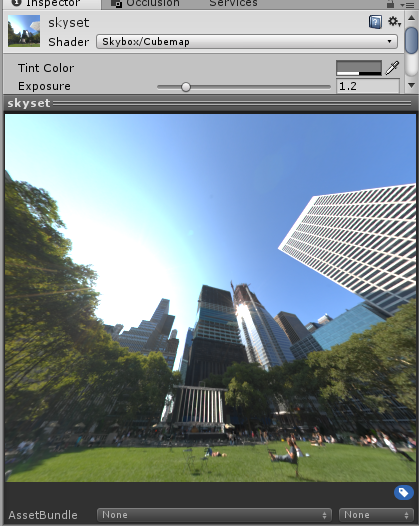 Inspector Occlusion Services
skyset
Shader Skybox/Cubemap
Tint Color
Exposure 1.2
skyset
AssetBundle None None